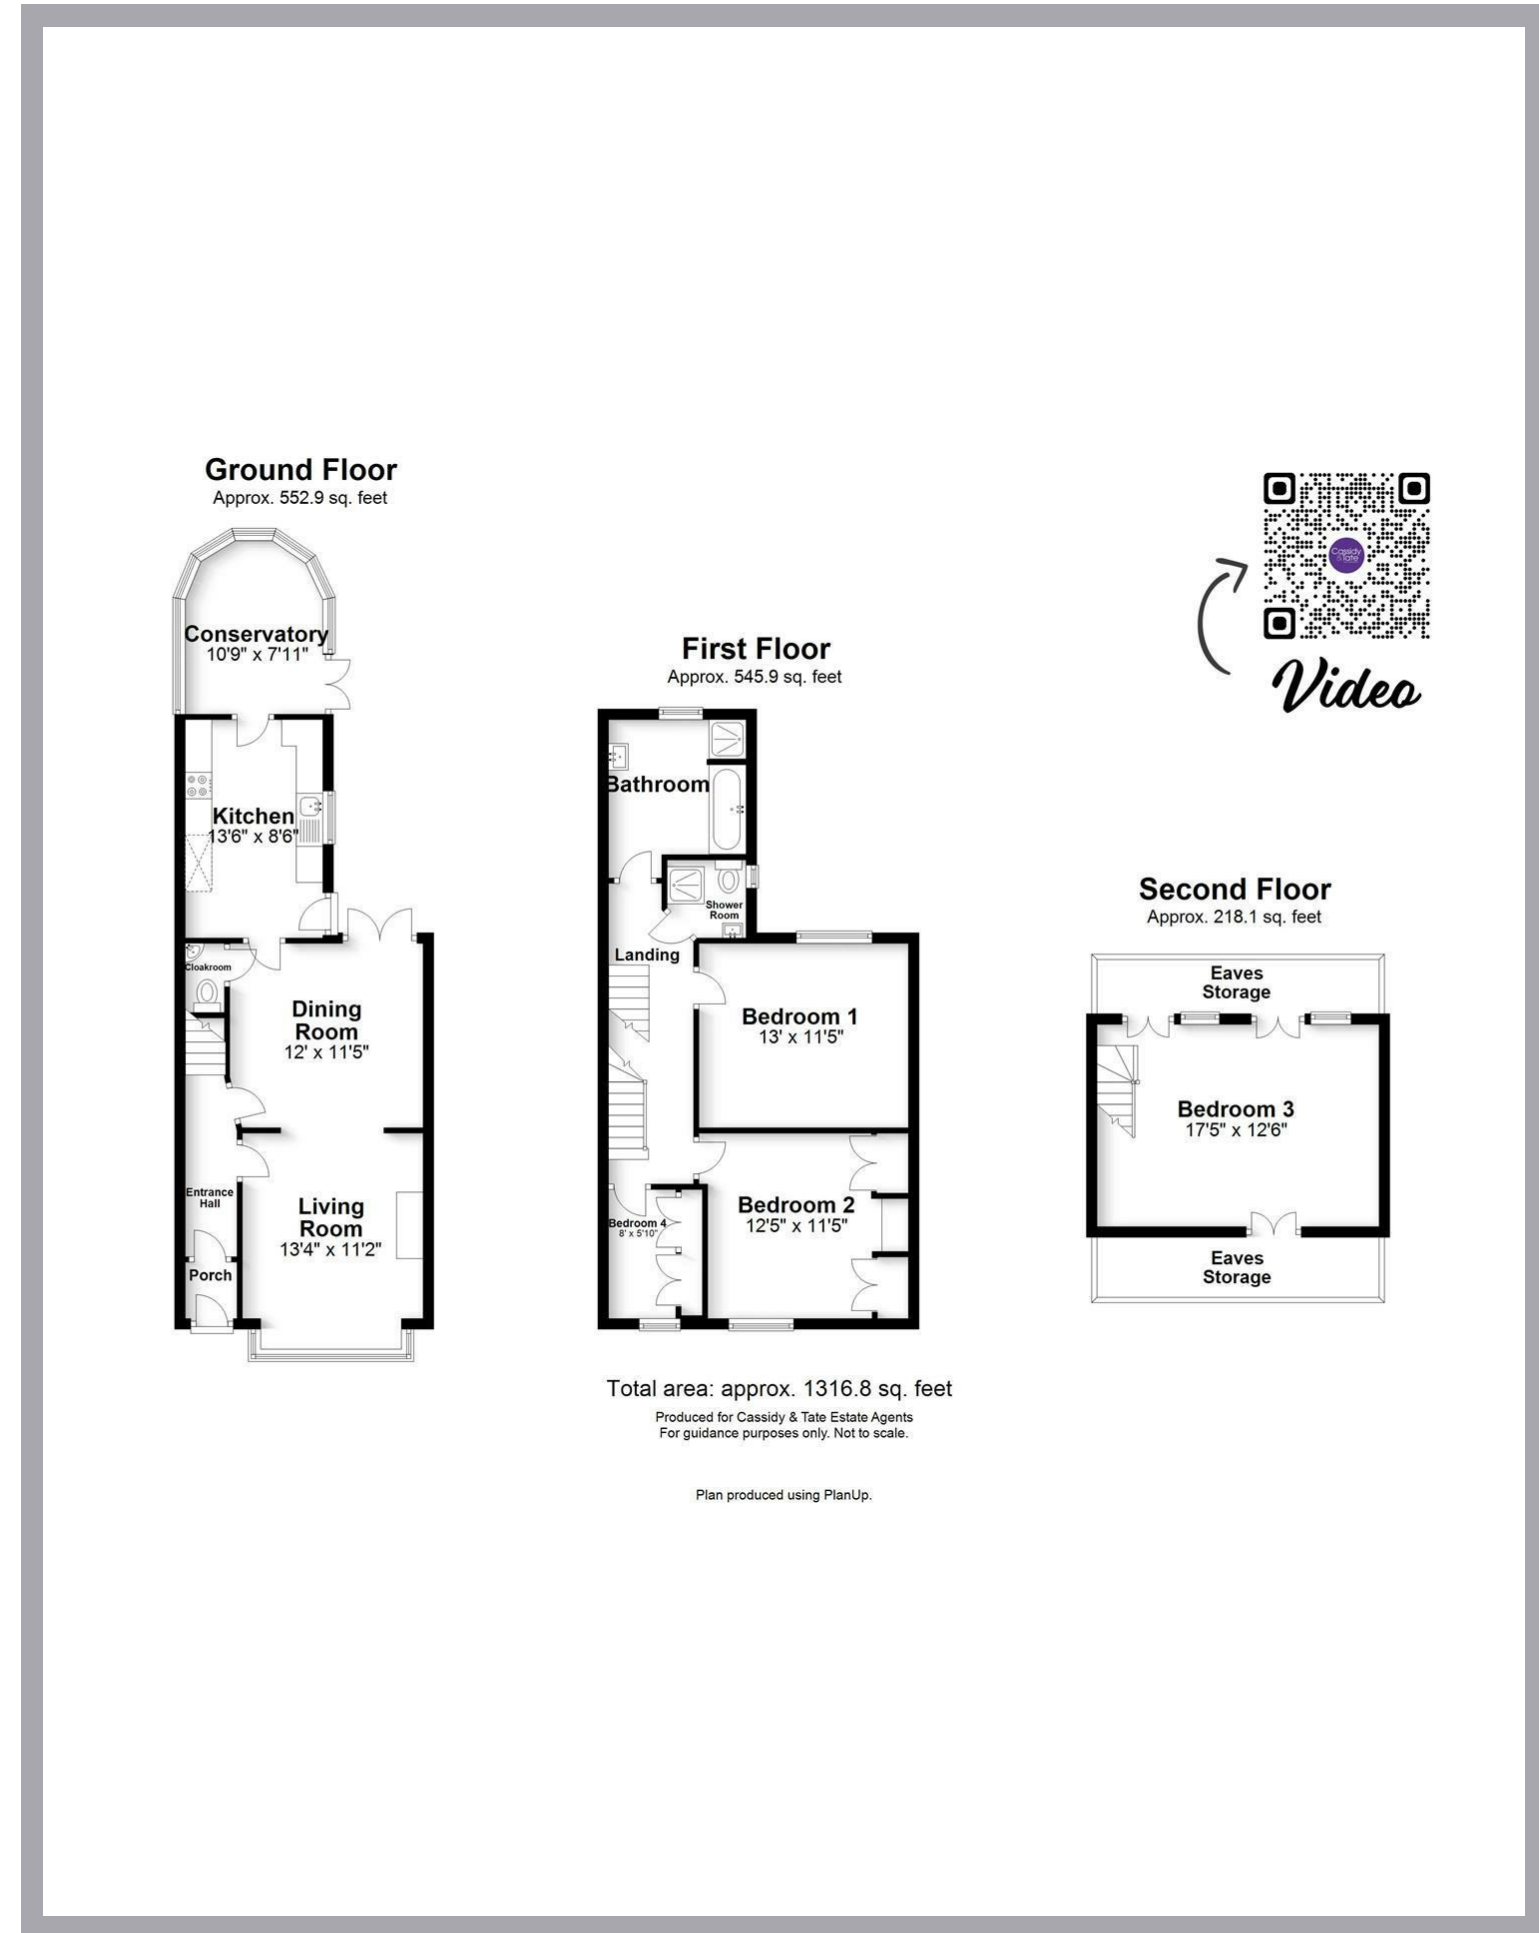 Ground Floor
Approx. 552.9 sq. feet
Conservatory
10'9" x 7'11"
Kitchen
13'6" x 8'6"
Cloakroom
Dining
Room
12' x 11'5"
Entrance
Hall
Living
Room
13'4" x 11'2"
Porch
First Floor
Approx. 545.9 sq. feet
Bathroom
Shower
Room
Landing
Bedroom 1
13' x 11'5"
Bedroom 2
12'5" x 11'5"
Bedroom 4
8' x 5'10"
Cassidy
& Tate
Video
Second Floor
Approx. 218.1 sq. feet
Eaves
Storage
Bedroom 3
17'5" x 12'6"
Eaves
Storage
Total area: approx. 1316.8 sq. feet
Produced for Cassidy & Tate Estate Agents
For guidance purposes only. Not to scale.
Plan produced using PlanUp.